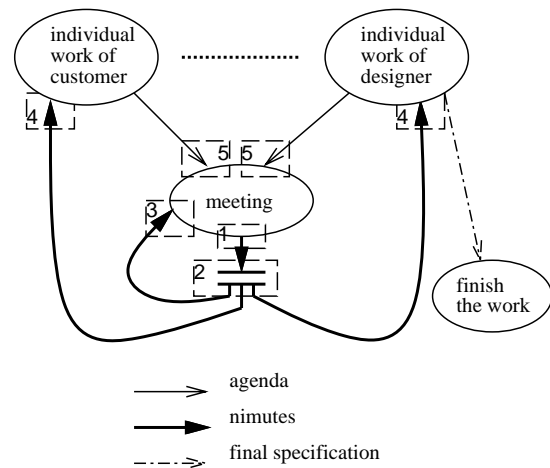 individual
work of
customer
individual
work of
designer
4
4
5
5
meeting
3
1
2
finish
the work
agenda
nimutes
final specification